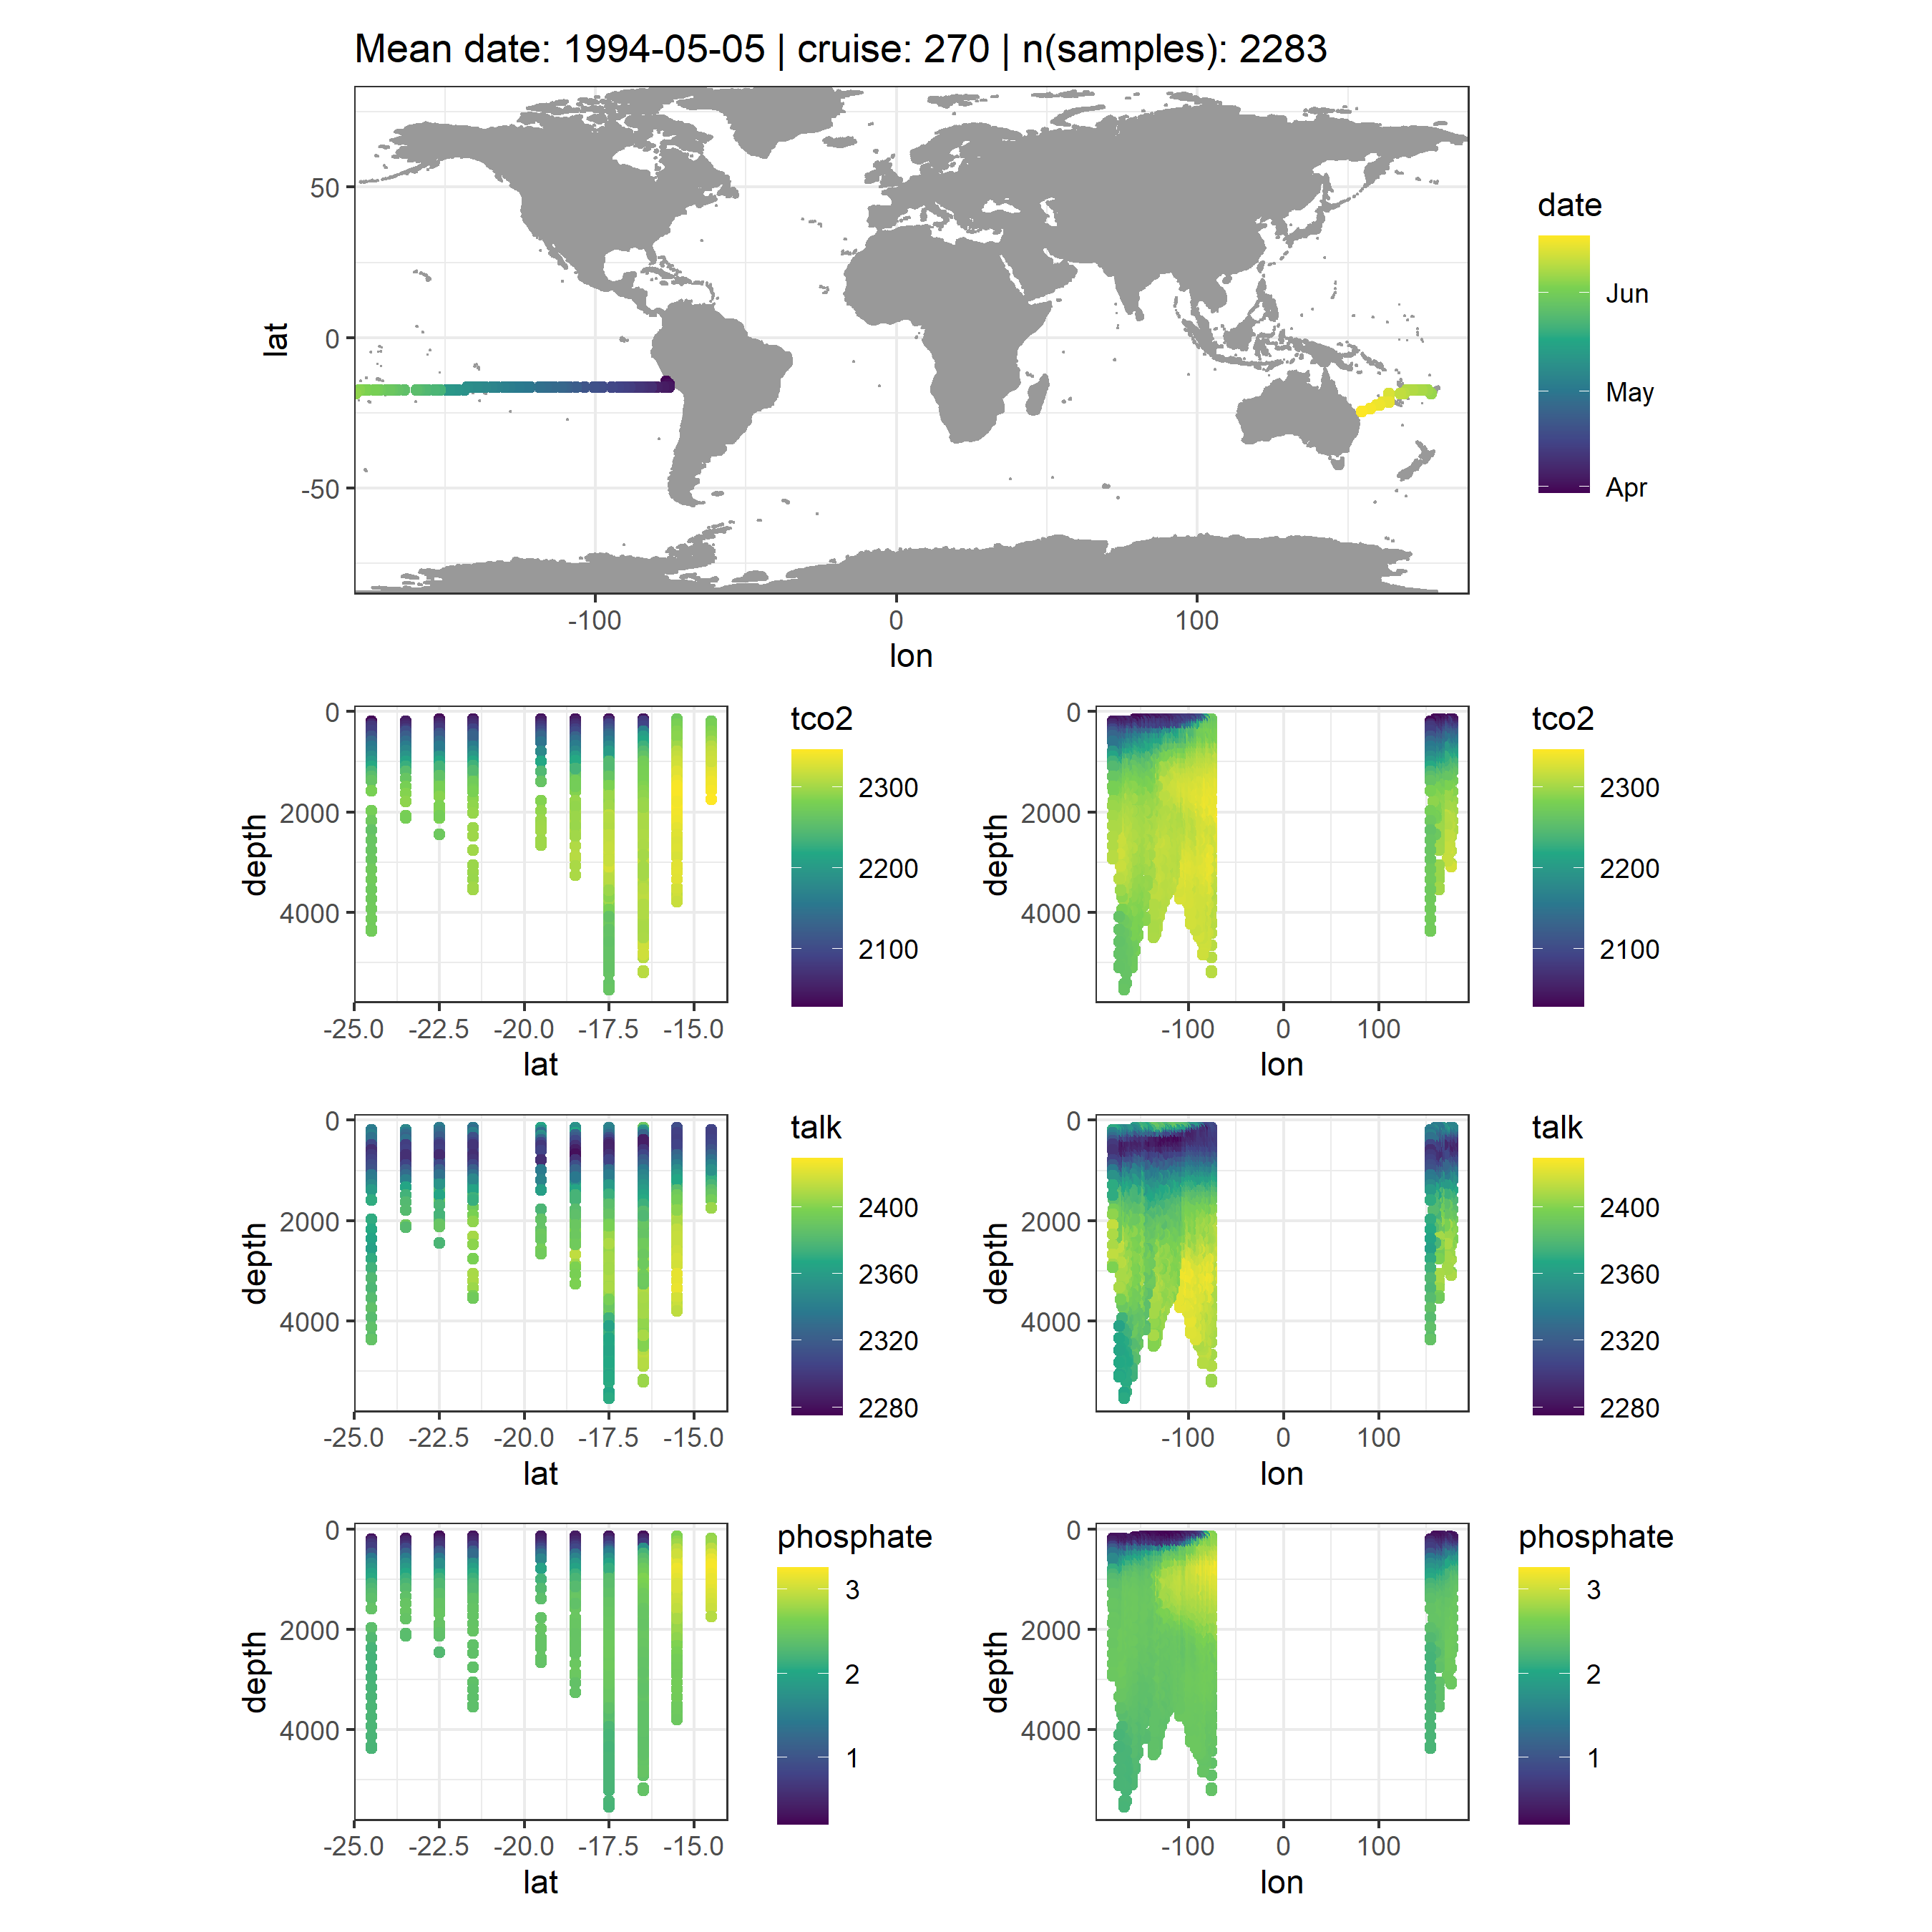 Mean date: 1994-05-05 | cruise: 270 | n(samples): 2283
lat
50
0
-50
-100
0
100
lon
date
Jun
May
Apr
depth
0
2000
4000
-25.0
-22.5
-20.0
-17.5
-15.0
lat
tco2
2300
2200
2100
depth
0
2000
4000
-100
0
100
lon
tco2
2300
2200
2100
depth
0
2000
4000
-25.0
-22.5
-20.0
-17.5
-15.0
lat
talk
2400
2360
2320
2280
depth
0
2000
4000
-100
0
100
lon
talk
2400
2360
2320
2280
depth
0
2000
4000
-25.0
-22.5
-20.0
-17.5
-15.0
lat
phosphate
3
2
1
depth
0
2000
4000
-100
0
100
lon
phosphate
3
2
1